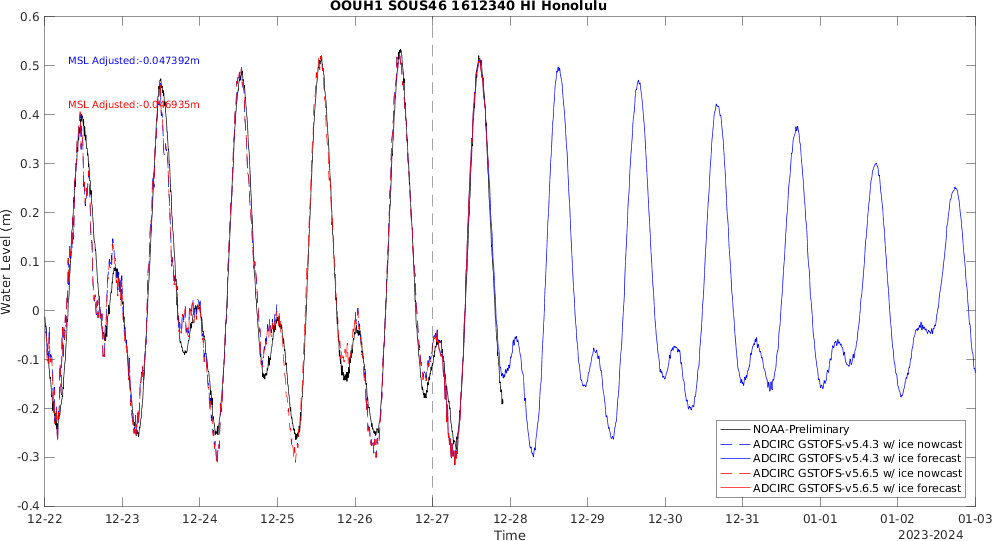 OOUH1 SOUS46 1612340 HI Honolulu
0.6
0.5
0.4
0.3
0.2
0.1
0
-0.1
-0.2
-0.3
-0.4
Water Level (m)
MSL Adjusted:-0.047392m
MSL Adjusted:-0.046935m
NOAA-Preliminary
ADCIRC GSTOFS-v5.4.3 w/ ice nowcast
ADCIRC GSTOFS-v5.4.3 w/ ice forecast
ADCIRC GSTOFS-v5.6.5 w/ ice nowcast
ADCIRC GSTOFS-v5.6.5 w/ ice forecast
12-22 12-23 12-24 12-25 12-26 12-27 12-28 12-29 12-30 12-31 01-01 01-02 01-03
Time
2023-2024